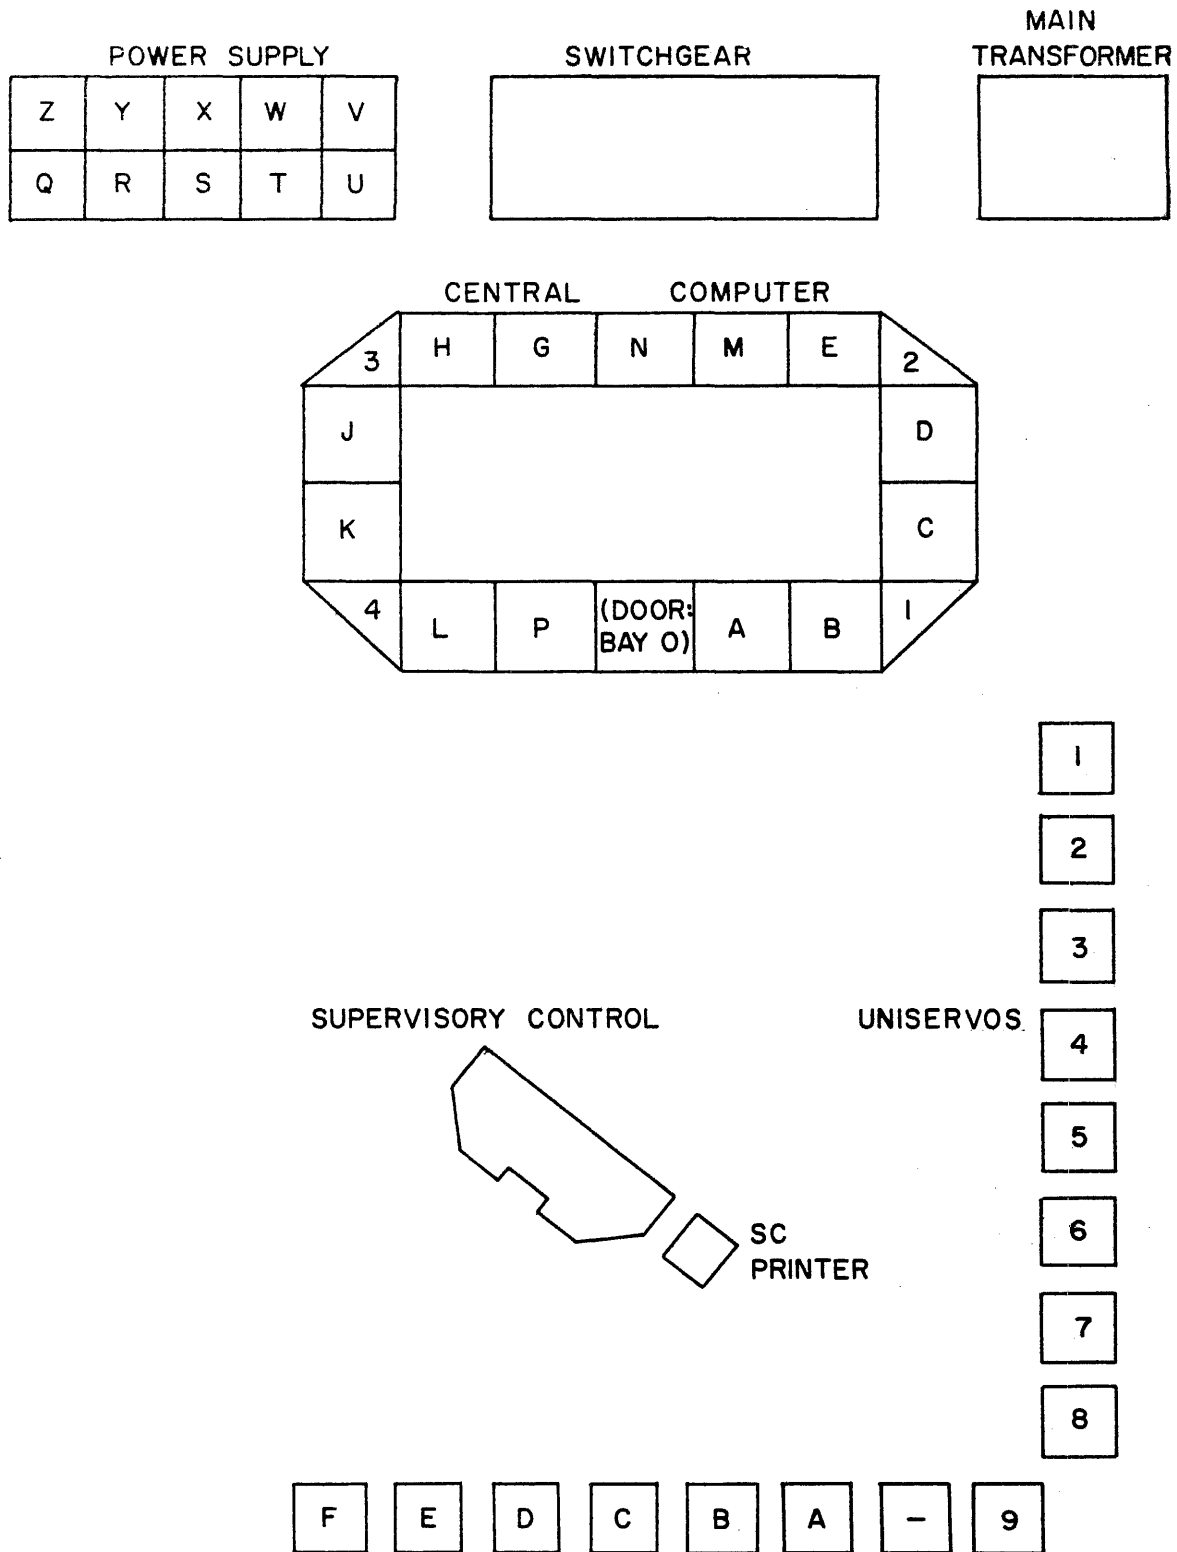 MAIN
POWER SUPPLY SWITCHGEAR TRANSFORMER
Z Y X W V
Q R S T U
CENTRAL COMPUTER
3 H G N M E 2
J D
K C
4 L P (DOOR: A B 1
BAY O)
1
2
3
SUPERVISORY CONTROL UNISERVOS 4
5
6
SC
PRINTER
7
8
F E D C B A – 9